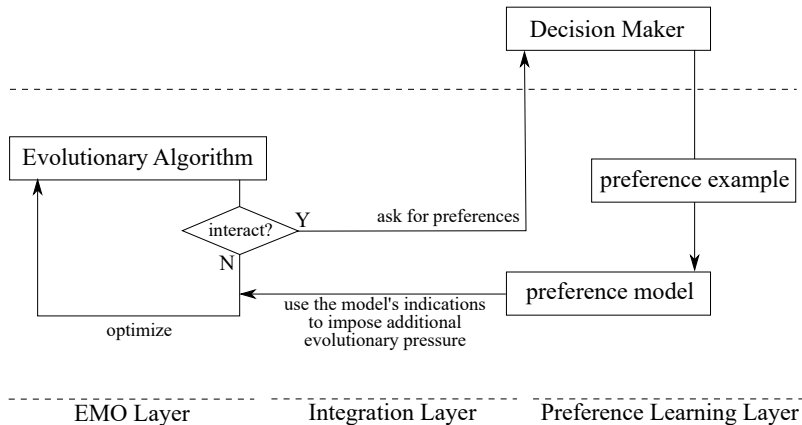 Decision Maker
Evolutionary Algorithm
preference example
interact?
Y
ask for preferences
N
preference model
use the model's indications
to impose additional
evolutionary pressure
optimize
EMO Layer
Integration Layer
Preference Learning Layer